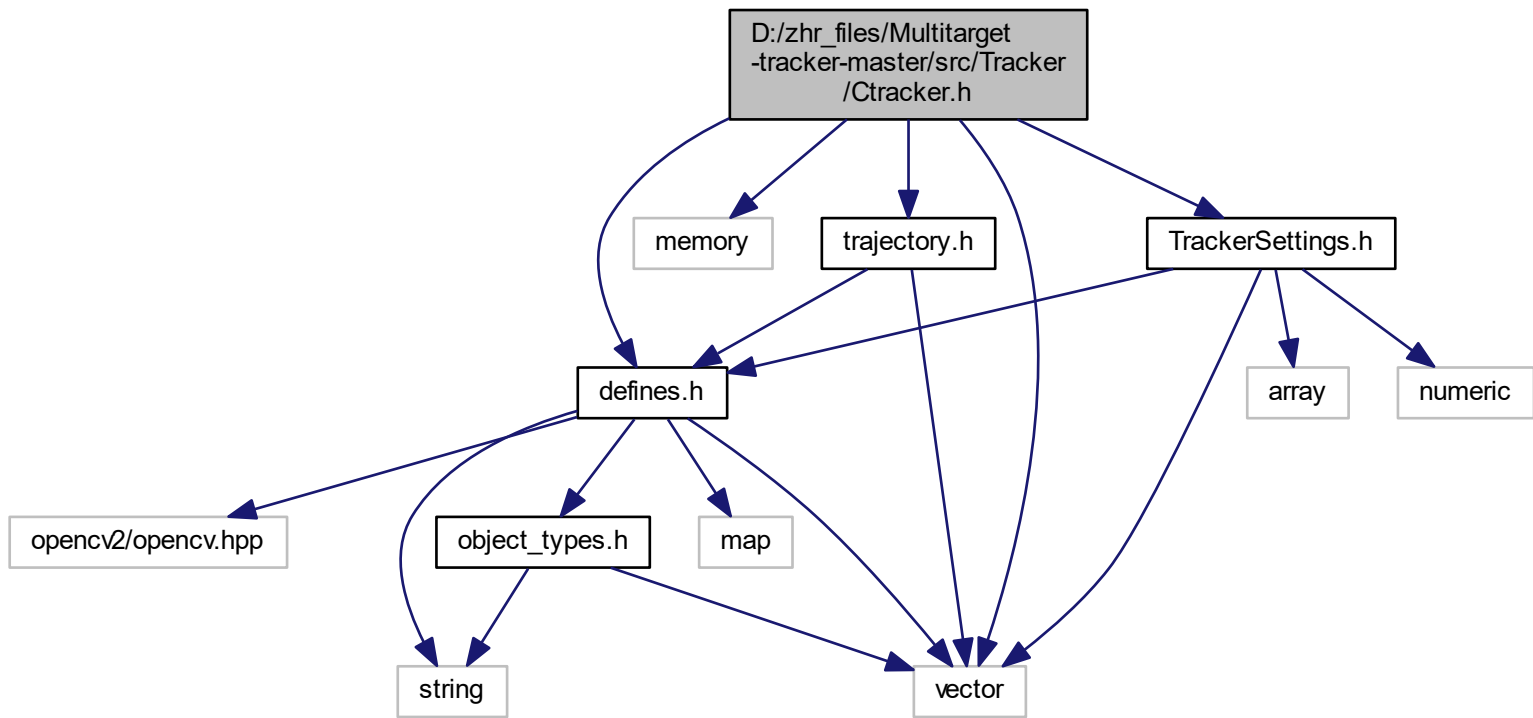 D:/zhr_files/Multitarget
-tracker-master/src/Tracker
/Ctracker.h
memory
trajectory.h
TrackerSettings.h
defines.h
array
numeric
opencv2/opencv.hpp
object_types.h
map
string
vector